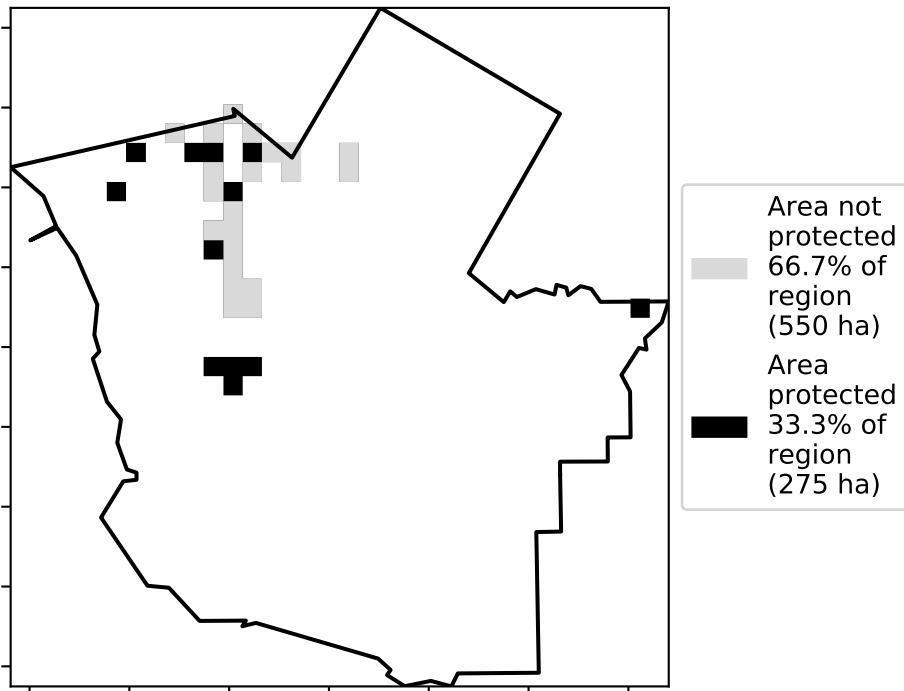 Area not
protected
66.7% of
region
(550 ha)
Area
protected
33.3% of
region
(275 ha)